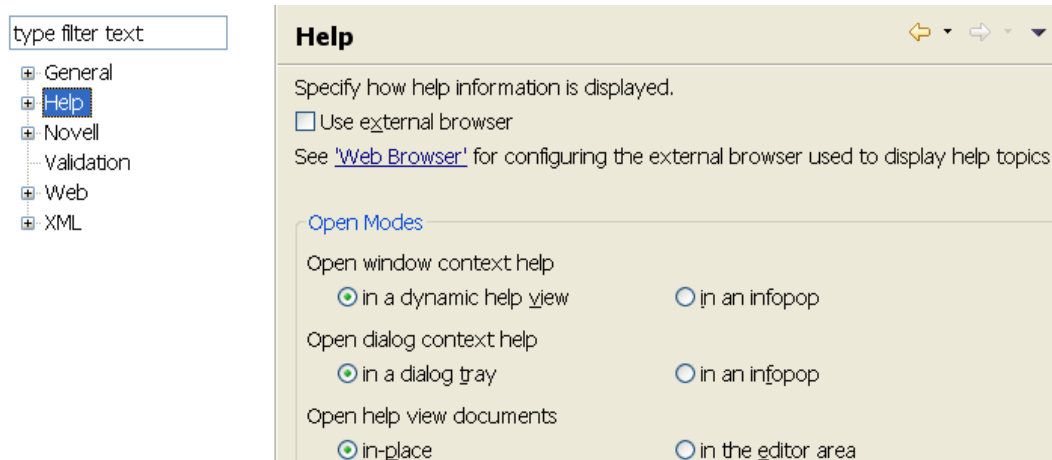 type filter text
General
Help
Novell
Validation
Web
XML
Help
Specify how help information is displayed.
Use external browser
See 'Web Browser' for configuring the external browser used to display help topics
Open Modes
Open window context help
in a dynamic help view in an infopop
Open dialog context help
in a dialog tray in an infopop
Open help view documents
in-place in the editor area